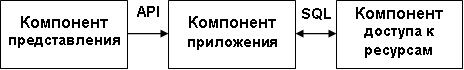 Компонент
представления
API
Компонент
приложения
SQL
Компонент
доступа к
ресурсам